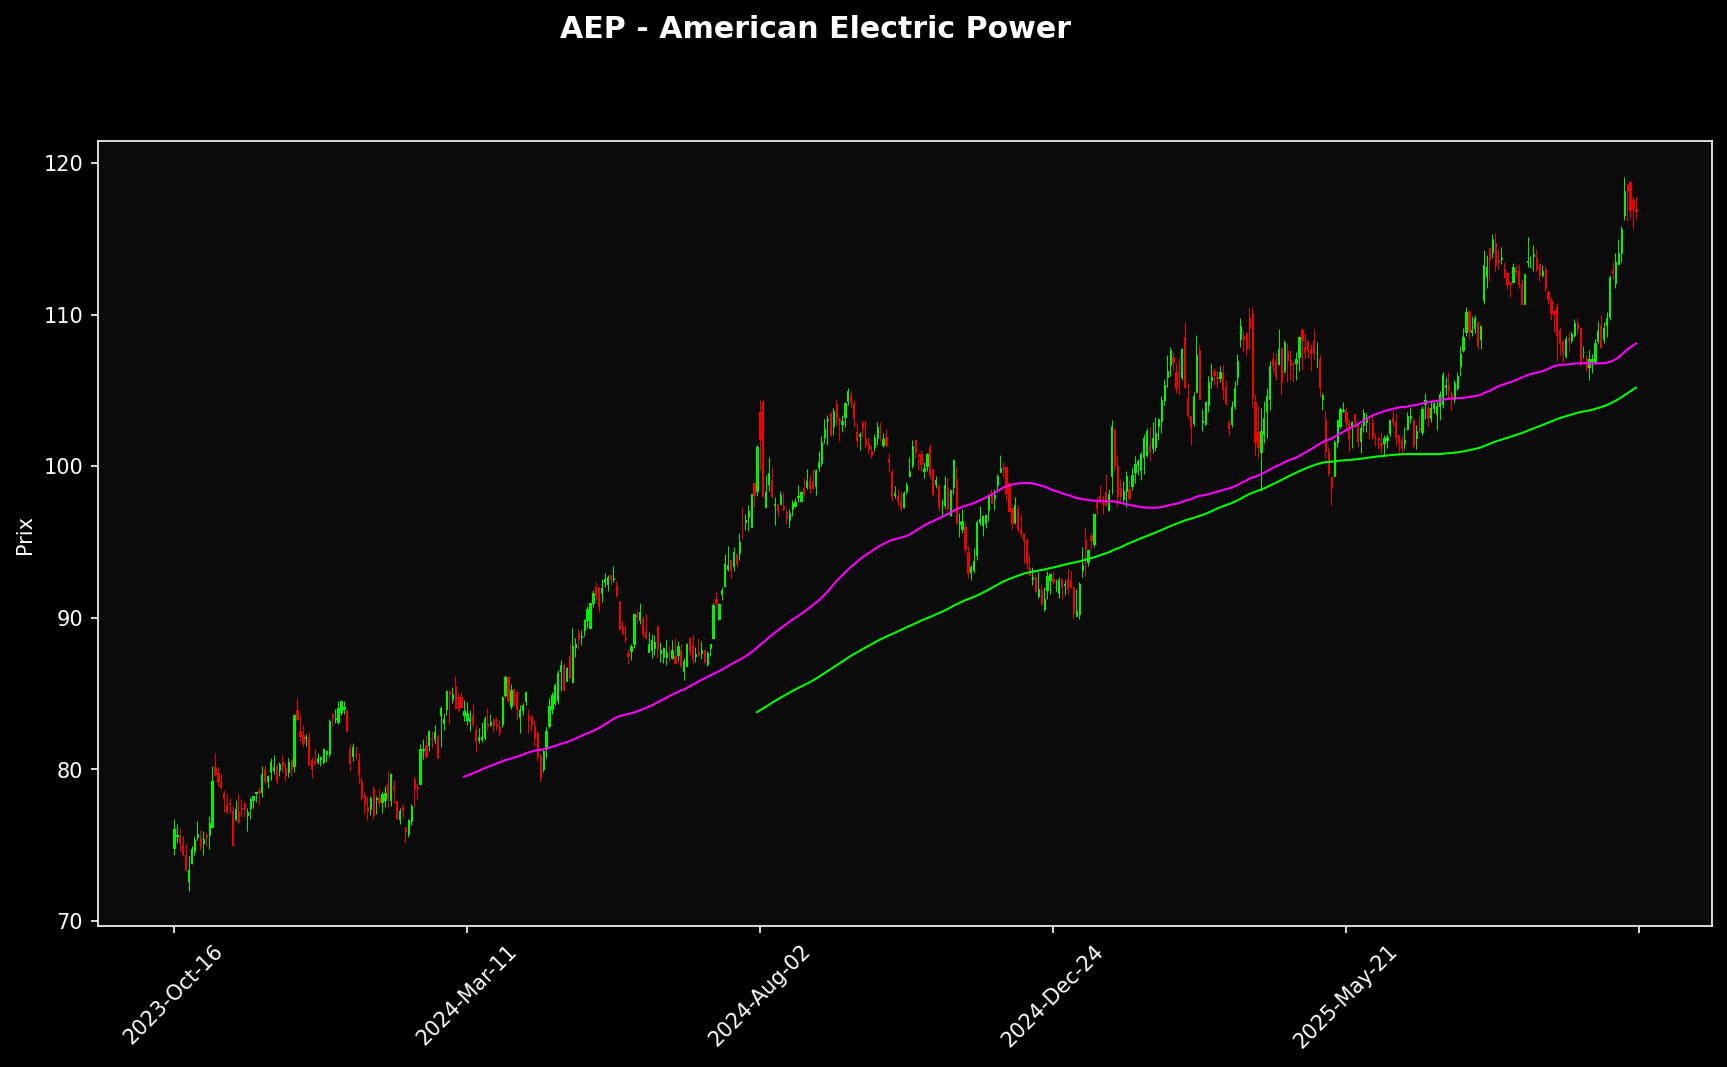 AEP - American Electric Power
120
110
100
90
80
70
Prix
2023-Oct-16
2024-Mar-11
2024-Aug-02
2024-Dec-24
2025-May-21